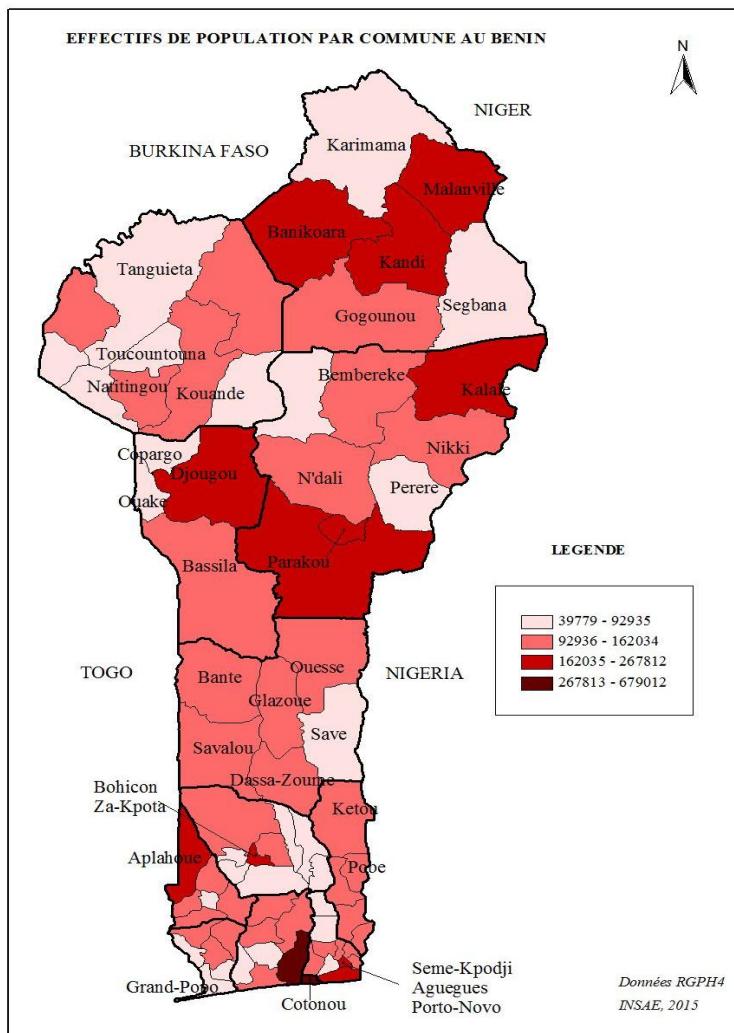 EFFECTIFS DE POPULATION PAR COMMUNE AU BENIN
N
NIGER
BURKINA FASO
Karimama
Malanville
Banikoara
Kandi
Tanguieta
Segbana
Gogounou
Toucountouna
Bembereke
Kalale
Natitingou
Kouande
Nikki
Copargo
Djougou
N'dali
Perere
Ouake
Parakou
Bassila
LEGENDE
39779 - 92935
92936 - 162034
162035 - 267812
267813 - 679012
TOGO
NIGERIA
Ouesse
Bante
Glazoue
Save
Savalou
Dassa-Zoume
Bohicon
Za-Kpota
Ketou
Aplahoue
Pobe
Grand-Popo
Cotonou
Seme-Kpodji
Aguegues
Porto-Novo
Données RGPH4
INSAE, 2015